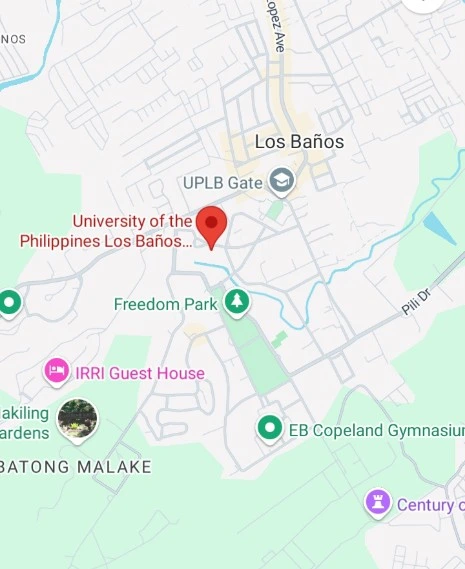 Lopez Ave
NOS
Los Baños
UPLB Gate
University of the
Philippines Los Baños...
Pili Dr
Freedom Park
IRRI Guest House
akiling
ardens
EB Copeland Gymnasiu
BATONG MALAKE
Century o